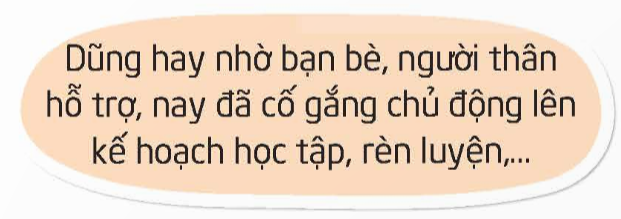 Dũng hay nhờ bạn bè, người thân
hỗ trợ, nay đã cố gắng chủ động lên
kế hoạch học tập, rèn luyện,...